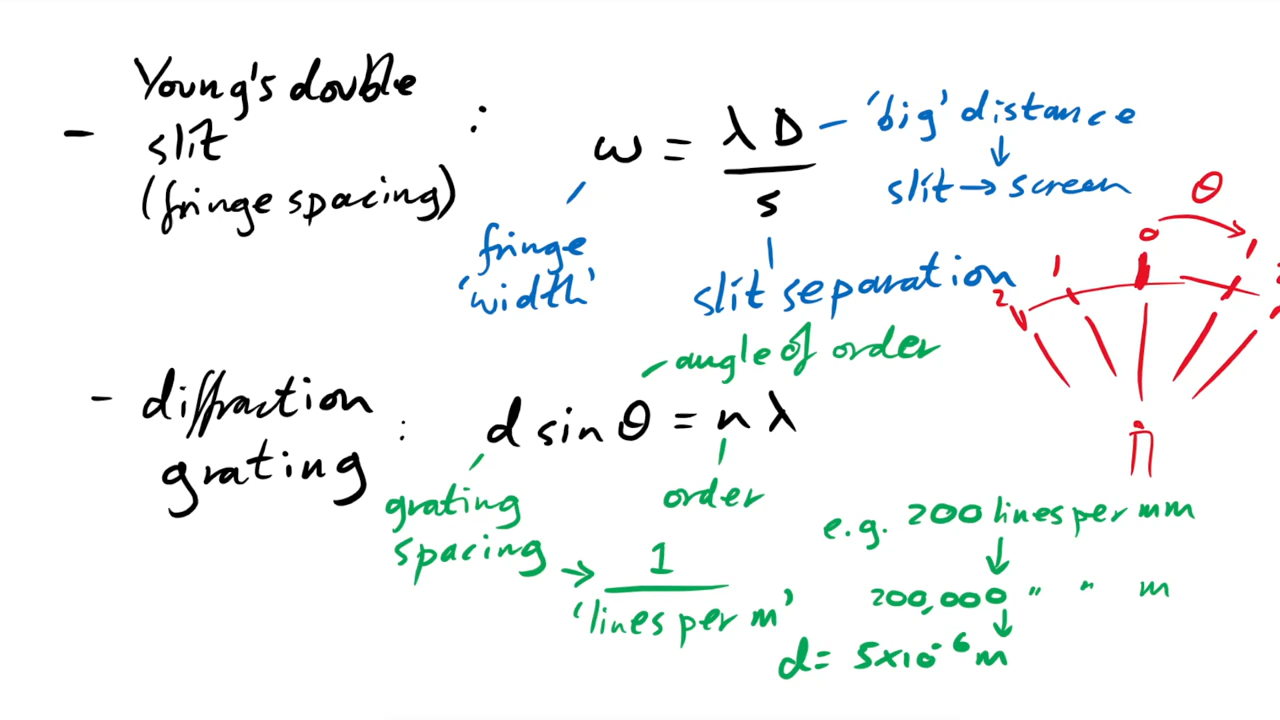 Young's double
- slit :
(fringe spacing)
w = λD/s
- 'big' distance
↓
slit → screen
fringe
'width'
slit separation
θ
0
1
1
2
2
- diffraction
grating :
d sin θ = n λ
- angle of order
grating
spacing
order
→ 1/'lines per m'
e.g. 200 lines per mm
↓
200,000 " " m
↓
d = 5×10⁻⁶ m